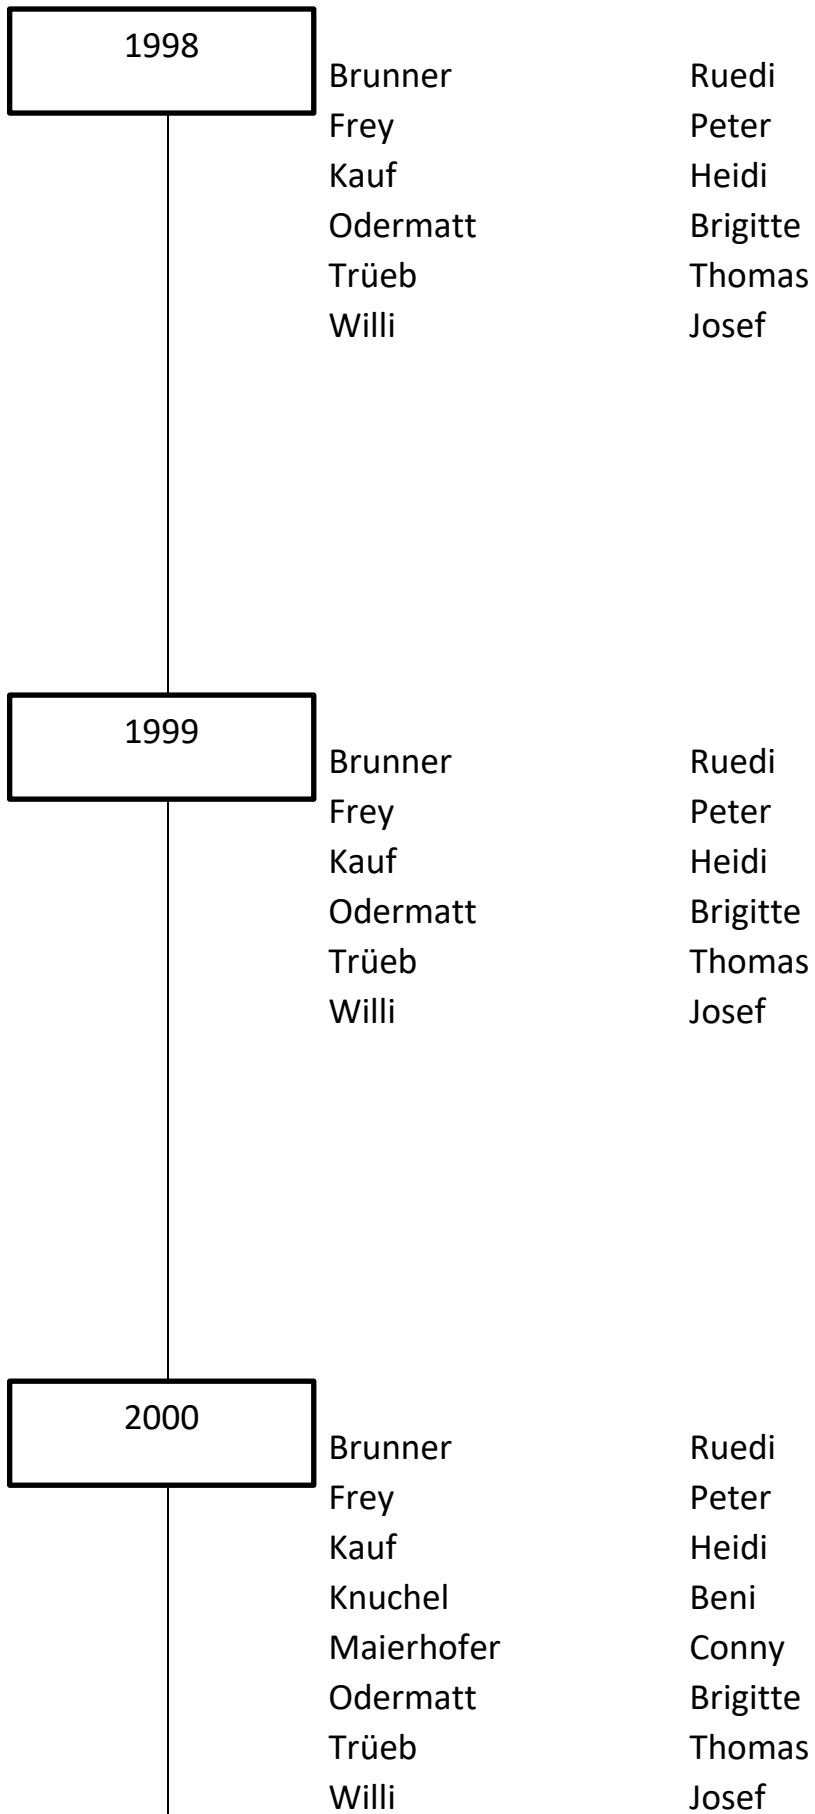 1998
Brunner Ruedi
Frey Peter
Kauf Heidi
Odermatt Brigitte
Trüeb Thomas
Willi Josef
1999
Brunner Ruedi
Frey Peter
Kauf Heidi
Odermatt Brigitte
Trüeb Thomas
Willi Josef
2000
Brunner Ruedi
Frey Peter
Kauf Heidi
Knuchel Beni
Maierhofer Conny
Odermatt Brigitte
Trüeb Thomas
Willi Josef